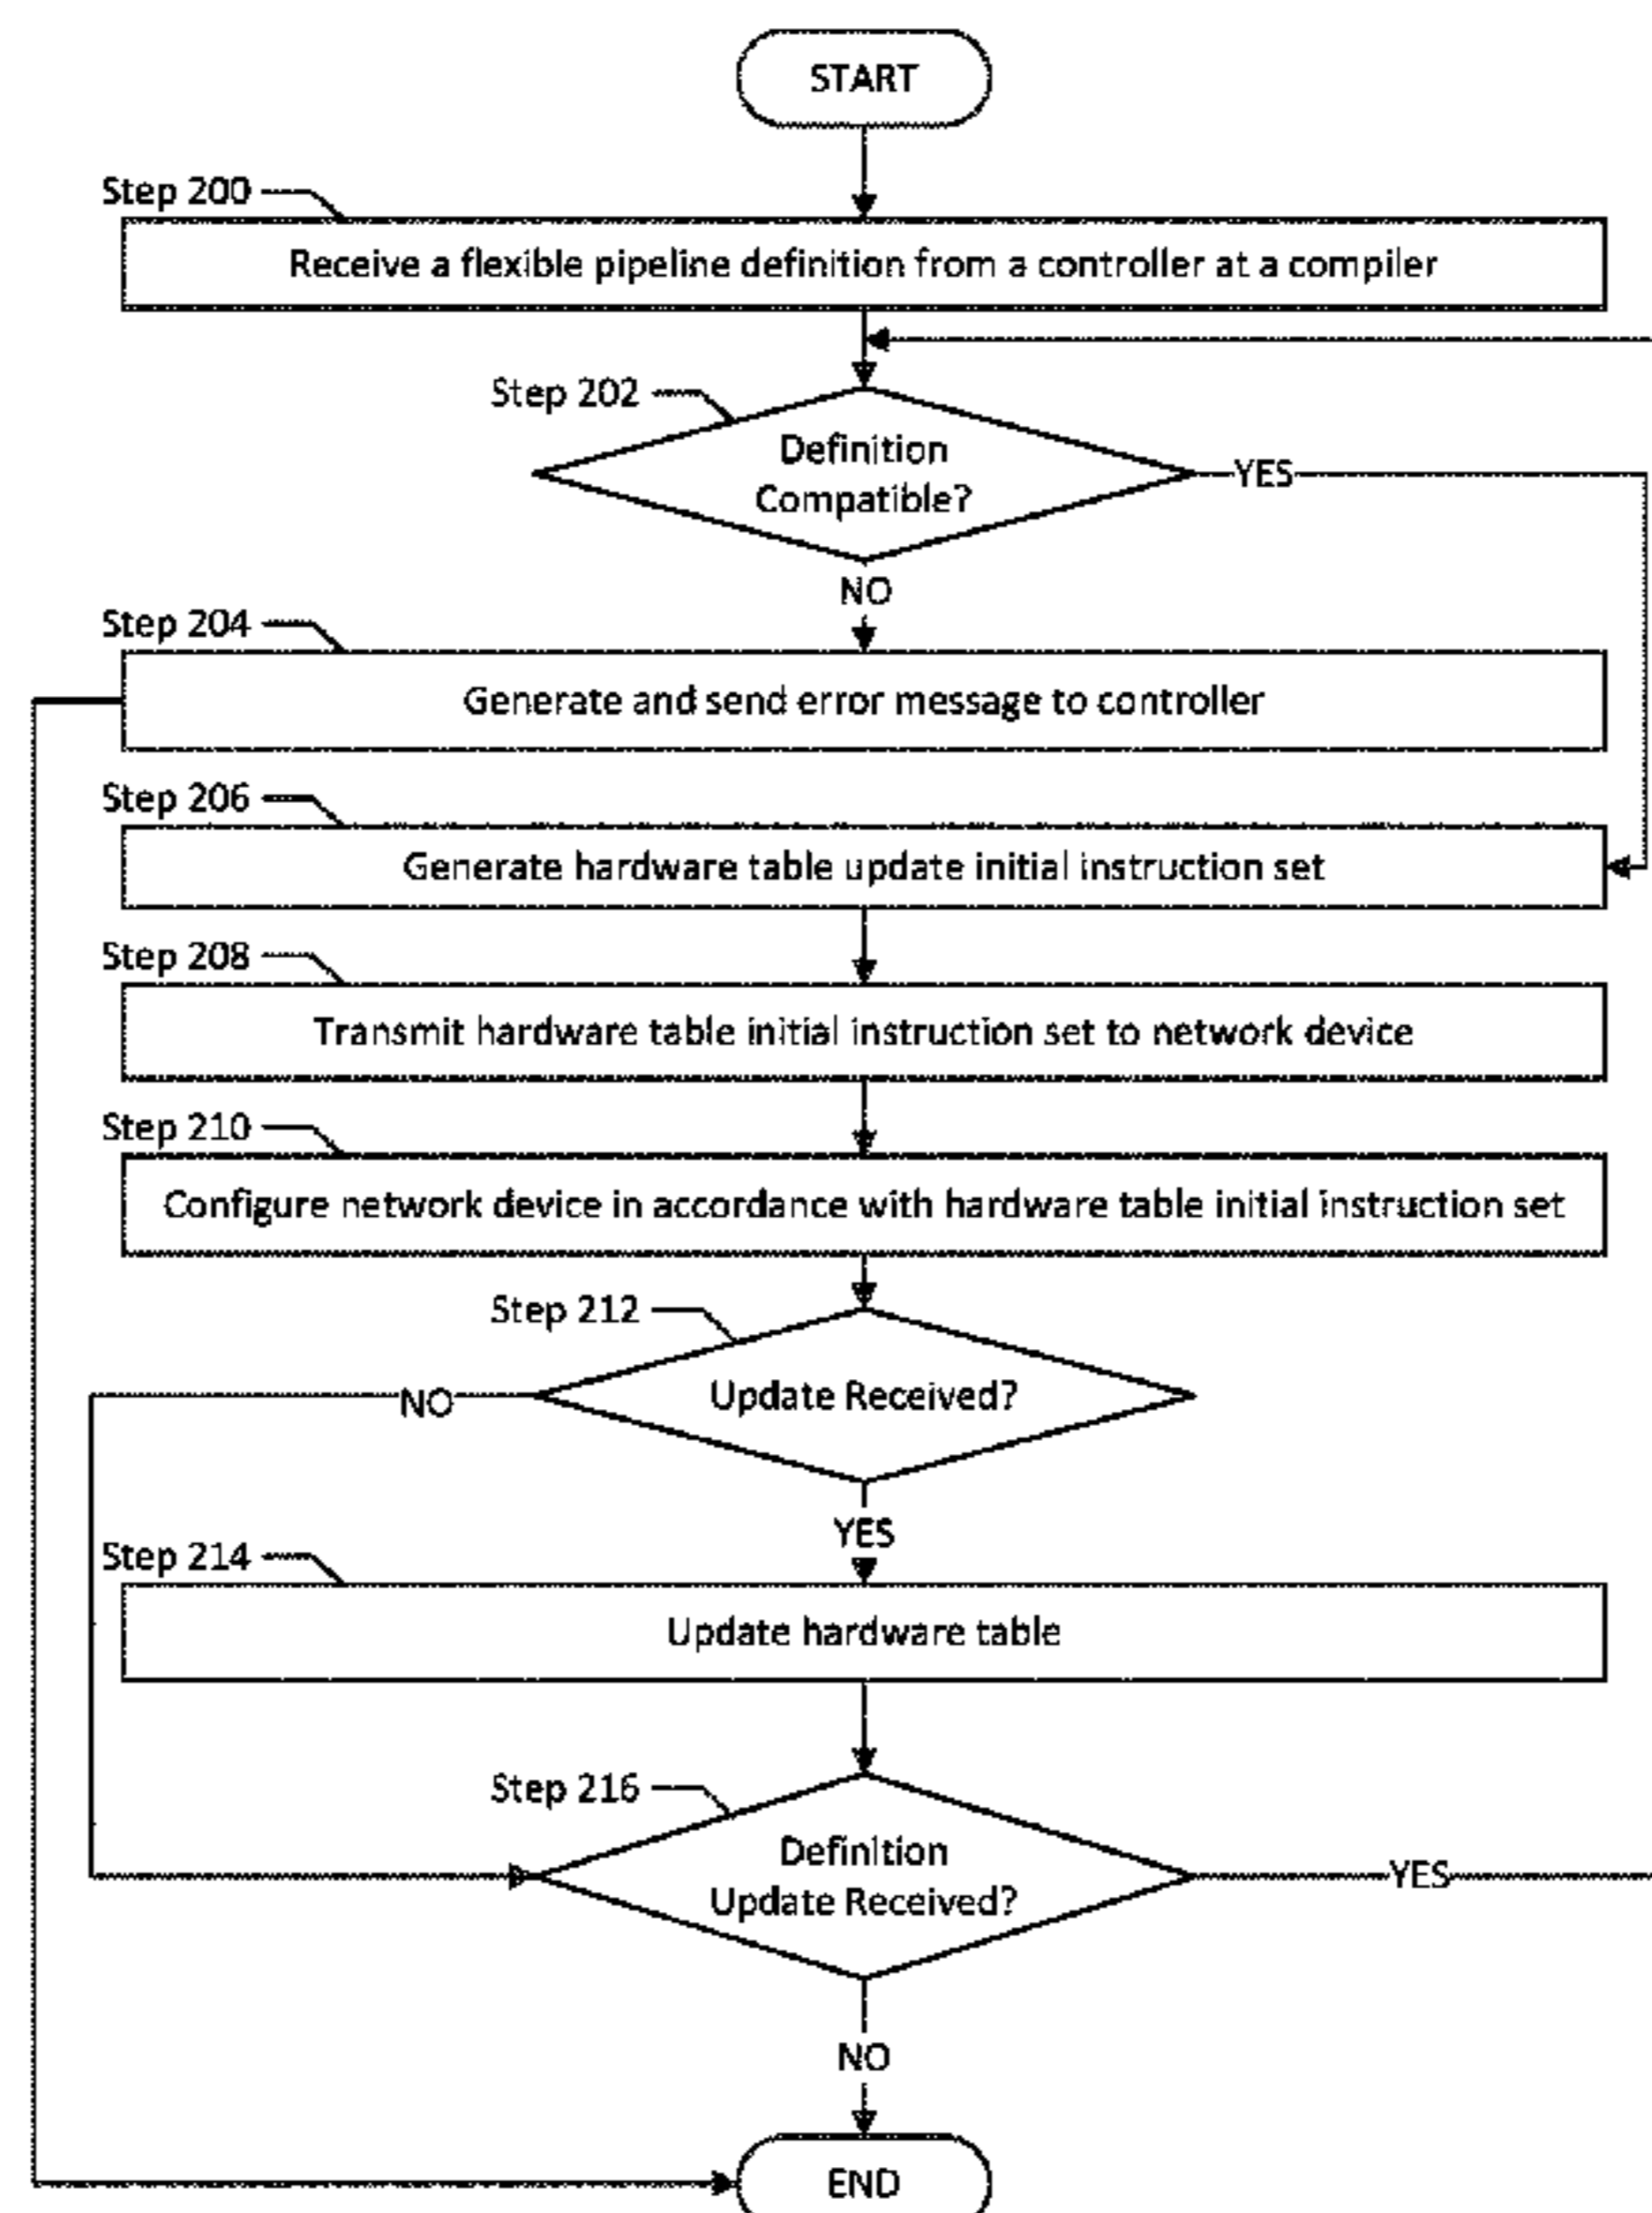 START
Step 200
Receive a flexible pipeline definition from a controller at a compiler
Step 202
Definition
Compatible?
YES
NO
Step 204
Generate and send error message to controller
Step 206
Generate hardware table update initial instruction set
Step 208
Transmit hardware table initial instruction set to network device
Step 210
Configure network device in accordance with hardware table initial instruction set
Step 212
Update Received?
NO
YES
Step 214
Update hardware table
Step 216
Definition
Update Received?
YES
NO
END